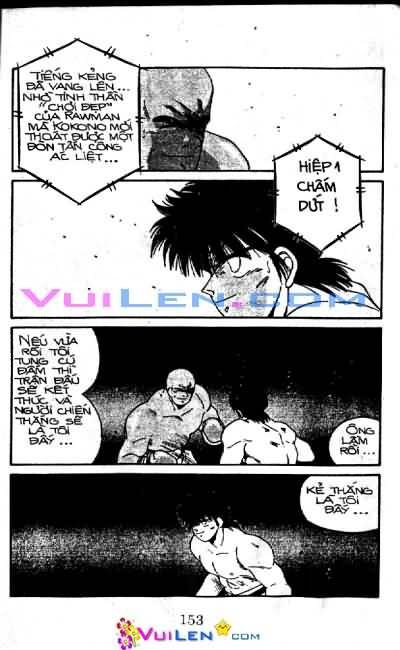 TIẾNG KẺNG
ĐÃ VANG LÊN...
NHỜ TINH THẦN
"CHƠI ĐẸP"
CỦA RAWMAN
MÀ KOKONO MỚI
THOÁT ĐƯỢC MỘT
ĐÒN TẤN CÔNG
ÁC LIỆT...
HIỆP 1
CHẤM
DỨT !
VUILEN.COM
NẾU VỪA
RỒI TÔI
TUNG CÚ
ĐẤM THÌ
TRẬN ĐẤU
SẼ KẾT
THÚC VÀ
NGƯỜI CHIẾN
THẮNG SẼ
LÀ TÔI
ĐẤY ...
ÔNG
LẦM
RỒI ...
KẺ THẮNG
LÀ TÔI
ĐÂY ...
153
VUILEN.COM